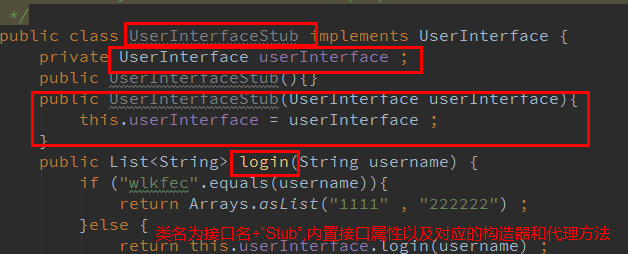 */
public class UserInterfaceStub implements UserInterface {
private UserInterface userInterface ;
public UserInterfaceStub(){}
public UserInterfaceStub(UserInterface userInterface){
this.userInterface = userInterface ;
}
public List<String> login(String username) {
if ("wlkfec".equals(username)){
return Arrays.asList("1111" , "222222") ;
}else {
类名为接口名+"Stub",内置接口属性以及对应的构造器和代理方法
return this.userInterface.login(username) ;